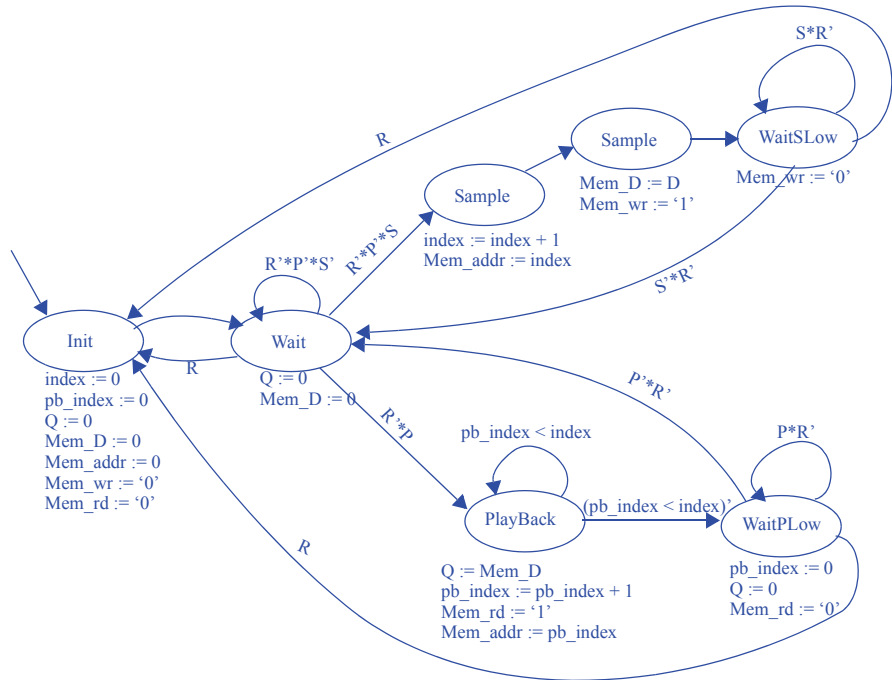 S*R’
R
WaitSLow
Sample
Mem_wr := ‘0’
Mem_D := D
Mem_wr := ‘1’
Sample
index := index + 1
Mem_addr := index
R’*P’*S
R’*P’*S’
S’*R’
Init
Wait
R
index := 0
pb_index := 0
Q := 0
Mem_D := 0
Mem_addr := 0
Mem_wr := ‘0’
Mem_rd := ‘0’
Q := 0
Mem_D := 0
P’*R’
R’*P
pb_index < index
P*R’
PlayBack
(pb_index < index)’
WaitPLow
Q := Mem_D
pb_index := pb_index + 1
Mem_rd := ‘1’
Mem_addr := pb_index
pb_index := 0
Q := 0
Mem_rd := ‘0’
R